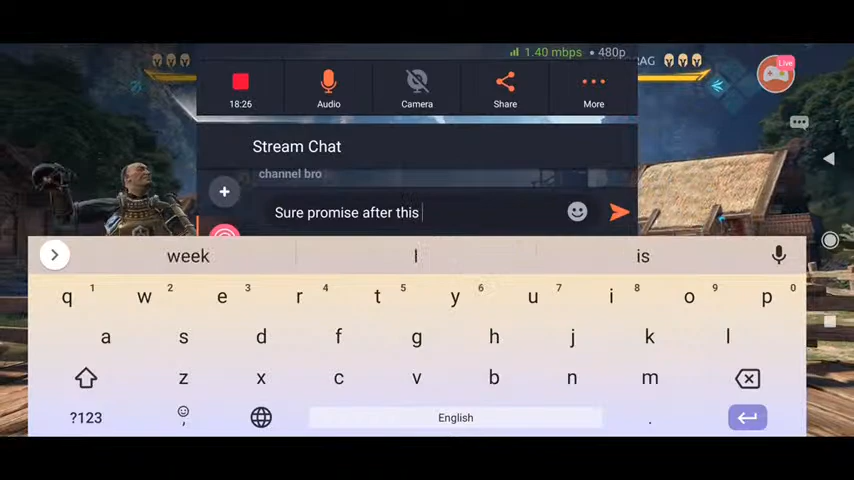 1.40 mbps • 480p
AG
Live
18:26
Audio
Camera
Share
More
Stream Chat
channel bro
Sure promise after this
week I is
q 1 w 2 e 3 r 4 t 5 y 6 u 7 i 8 o 9 p 0
a s d f g h j k l
z x c v b n m
?123 , English .